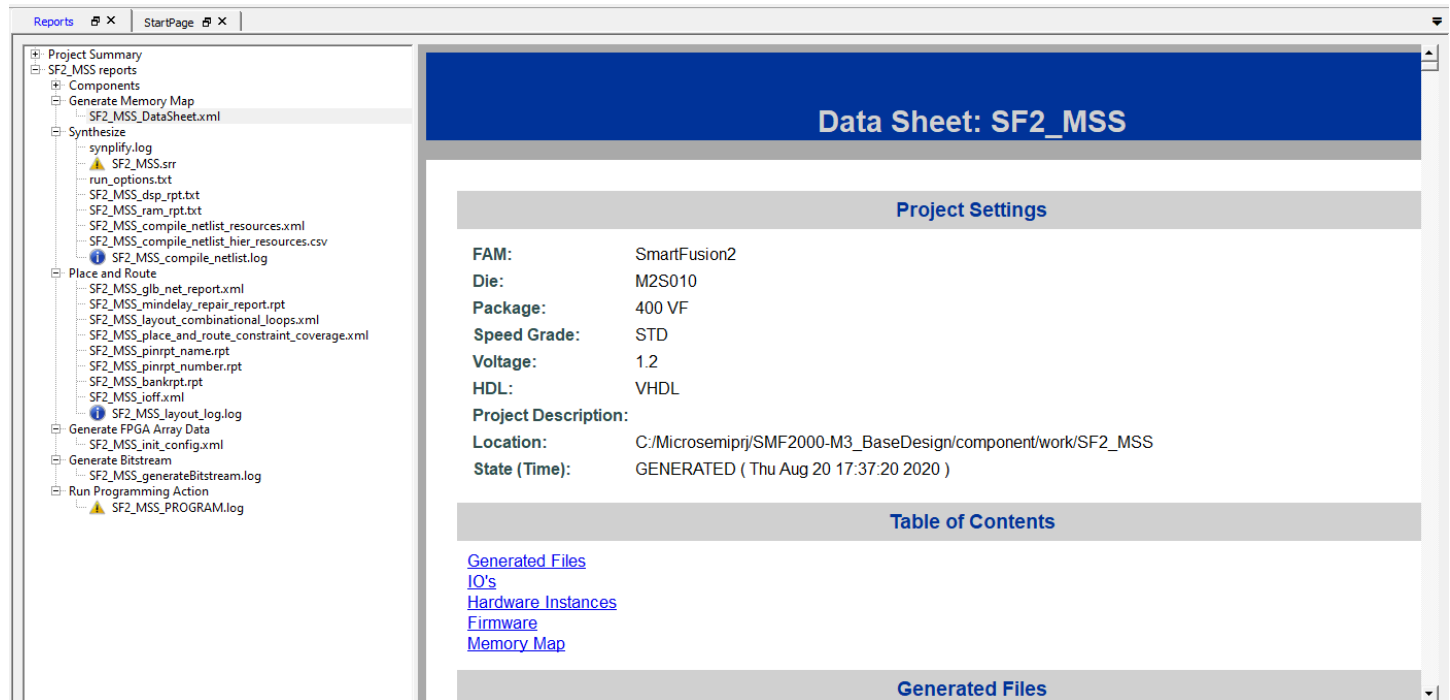 Reports
StartPage
Project Summary
SF2_MSS reports
Components
Generate Memory Map
SF2_MSS_DataSheet.xml
Synthesize
synplify.log
SF2_MSS.srr
run_options.txt
SF2_MSS_dsp_rpt.txt
SF2_MSS_ram_rpt.txt
SF2_MSS_compile_netlist_resources.xml
SF2_MSS_compile_netlist_hier_resources.csv
SF2_MSS_compile_netlist.log
Place and Route
SF2_MSS_glb_net_report.xml
SF2_MSS_mindelay_repair_report.rpt
SF2_MSS_layout_combinational_loops.xml
SF2_MSS_place_and_route_constraint_coverage.xml
SF2_MSS_pinrpt_name.rpt
SF2_MSS_pinrpt_number.rpt
SF2_MSS_bankrpt.rpt
SF2_MSS_ioff.xml
SF2_MSS_layout_log.log
Generate FPGA Array Data
SF2_MSS_init_config.xml
Generate Bitstream
SF2_MSS_generateBitstream.log
Run Programming Action
SF2_MSS_PROGRAM.log
Data Sheet: SF2_MSS
Project Settings
FAM: SmartFusion2
Die: M2S010
Package: 400 VF
Speed Grade: STD
Voltage: 1.2
HDL: VHDL
Project Description:
Location: C:/Microsemiprj/SMF2000-M3_BaseDesign/component/work/SF2_MSS
State (Time): GENERATED ( Thu Aug 20 17:37:20 2020 )
Table of Contents
Generated Files
IO's
Hardware Instances
Firmware
Memory Map
Generated Files